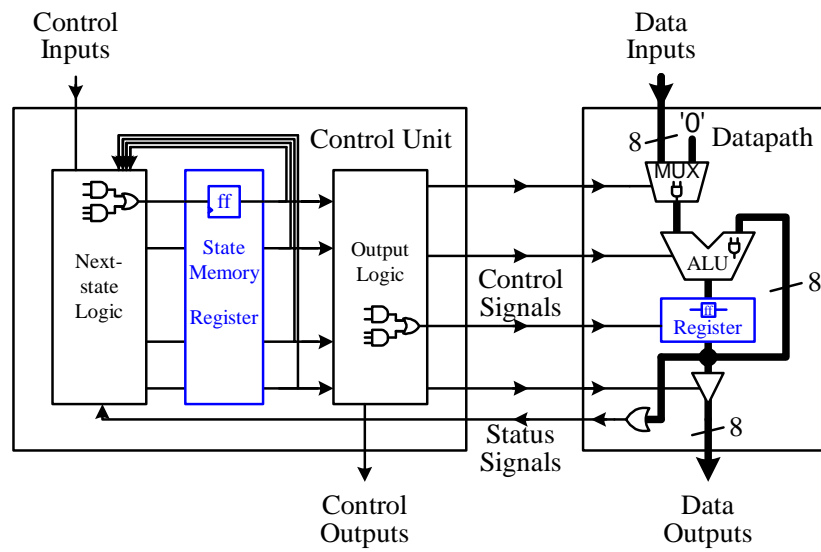 Control
Inputs
Data
Inputs
Control Unit
8
'0'
Datapath
MUX
ff
Next-
state
Logic
State
Memory
Register
Output
Logic
Control
Signals
ALU
8
ff
Register
Status
Signals
8
Control
Outputs
Data
Outputs